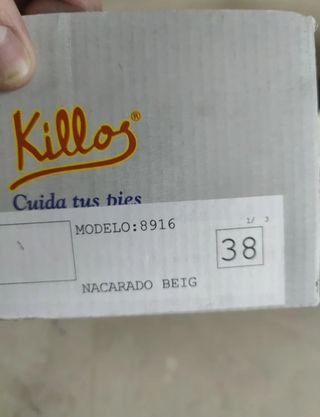 Killos®
Cuida tus pies
MODELO:8916
1/ 3
38
NACARADO BEIG